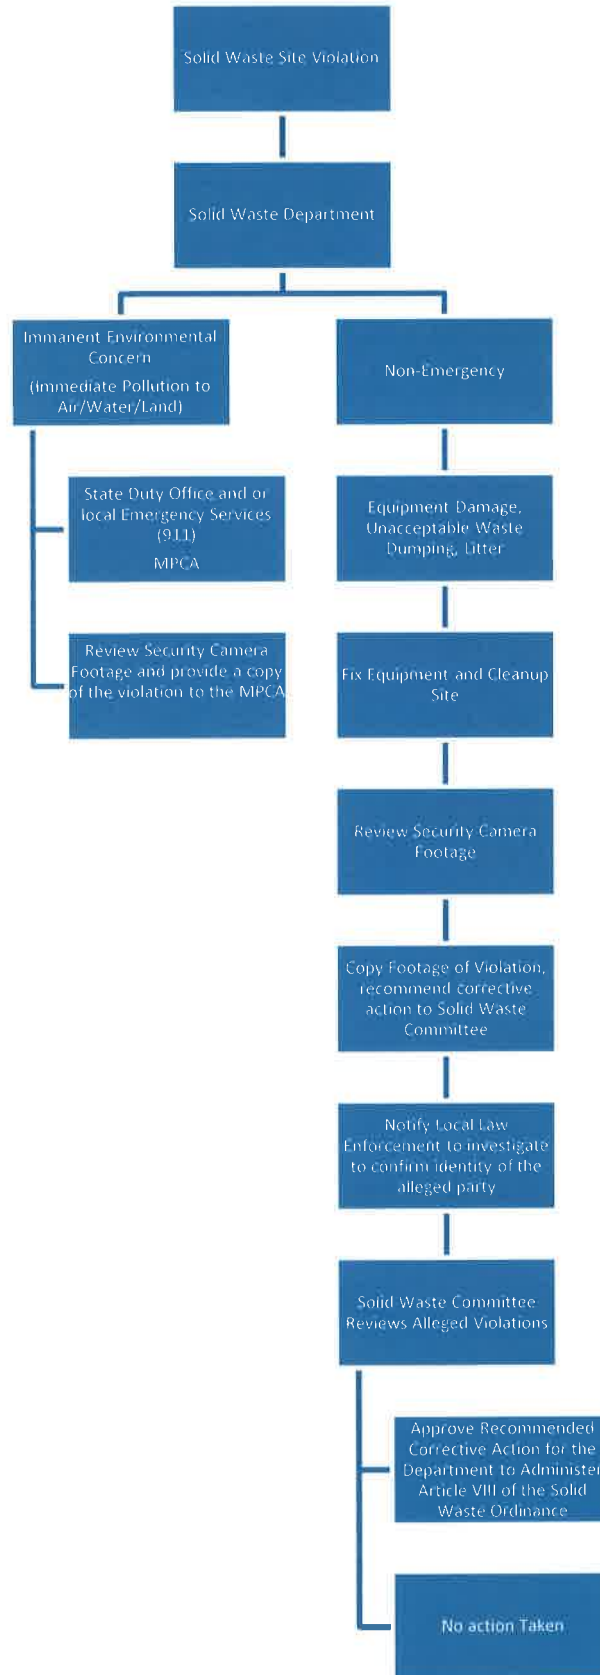 Solid Waste Site Violation
Solid Waste Department
Immanent Environmental
Concern
(Immediate Pollution to
Air/Water/Land)
State Duty Office and or
local Emergency Services
(911)
MPCA
Review Security Camera
Footage and provide a copy
of the violation to the MPCA
Non-Emergency
Equipment Damage,
Unacceptable Waste
Dumping, Litter
Fix Equipment and Cleanup
Site
Review Security Camera
Footage
Copy Footage of Violation,
recommend corrective
action to Solid Waste
Committee
Notify Local Law
Enforcement to investigate
to confirm identity of the
alleged party
Solid Waste Committee
Reviews Alleged Violations
Approve Recommended
Corrective Action for the
Department to Administer
Article VIII of the Solid
Waste Ordinance
No action Taken